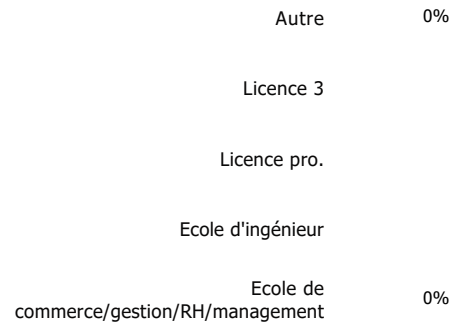 Autre 0%
Licence 3
Licence pro.
Ecole d'ingénieur
Ecole de
commerce/gestion/RH/management 0%